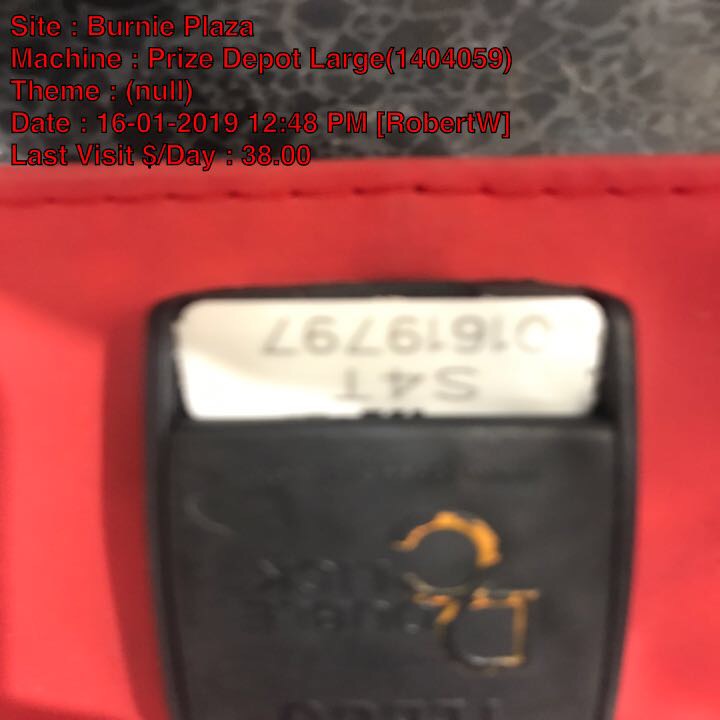 Site : Burnie Plaza
Machine : Prize Depot Large(1404059)
Theme : (null)
Date : 16-01-2019 12:48 PM [RobertW]
Last Visit $/Day : 38.00
S4T
01619797